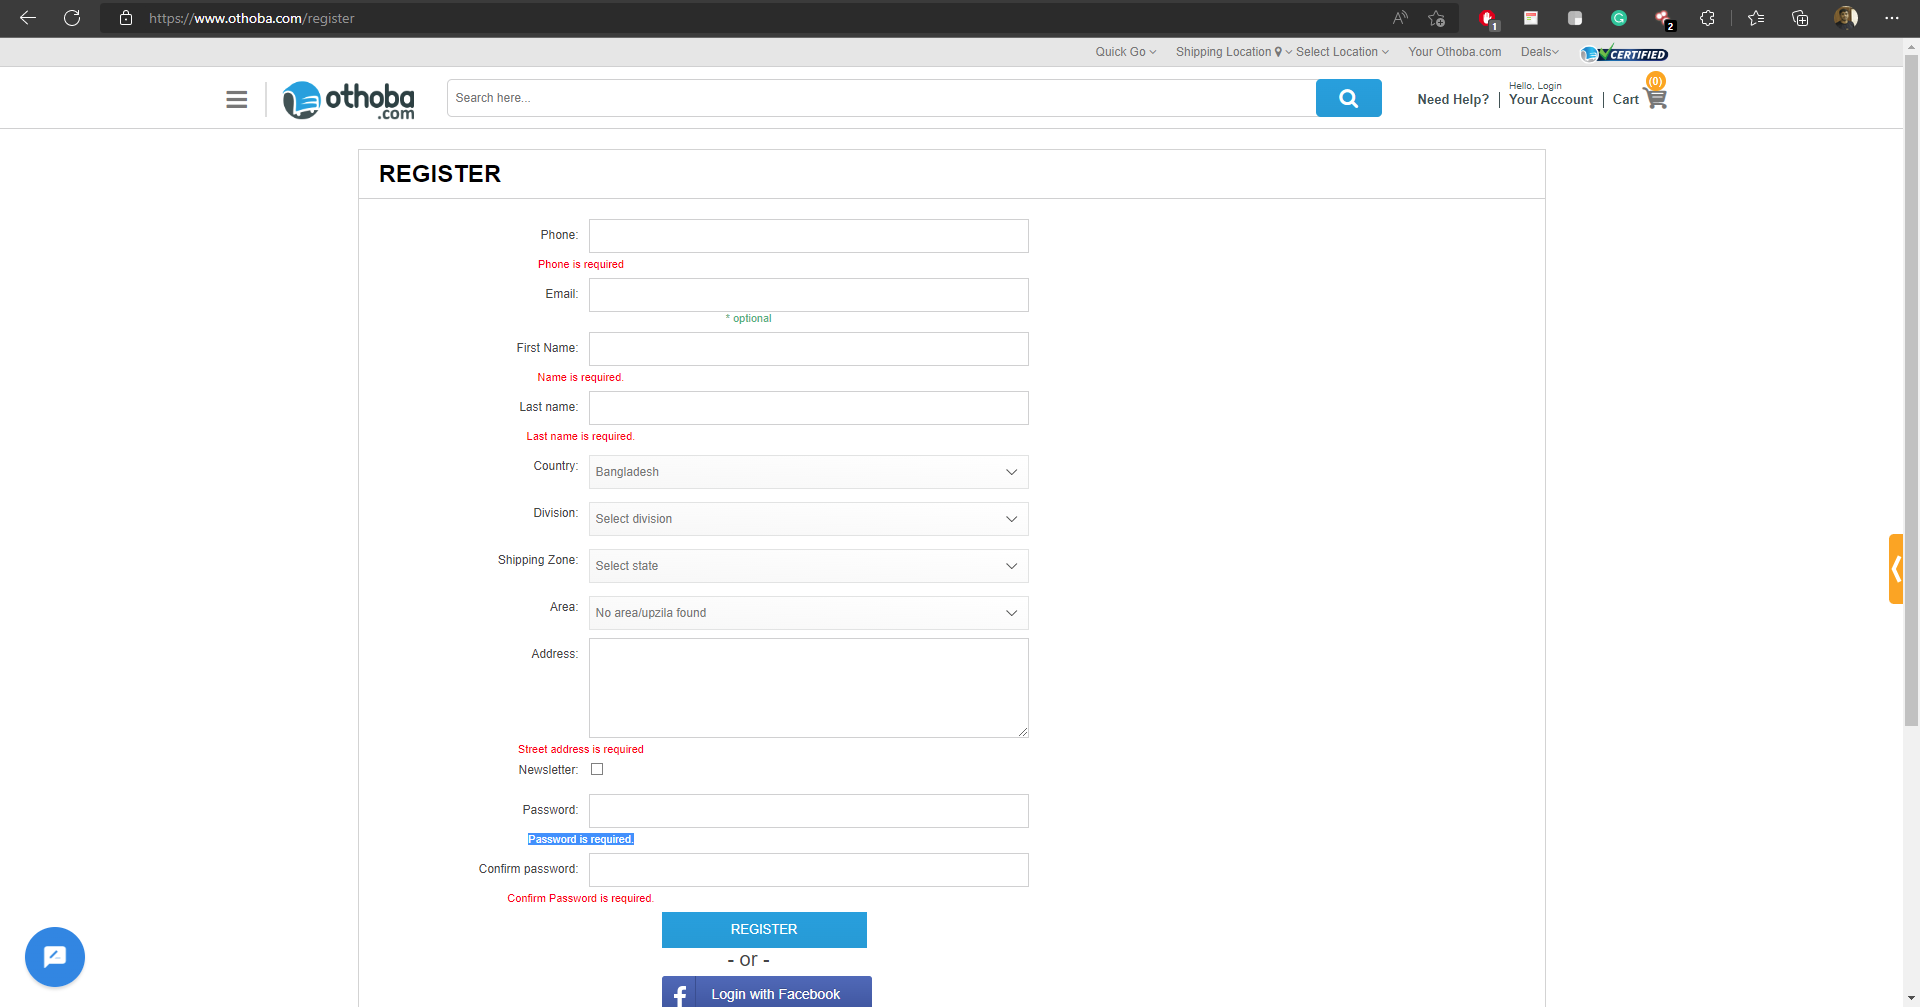 https://www.othoba.com/register
1
2
Quick Go Shipping Location Select Location Your Othoba.com Deals CERTIFIED
othoba
.com
Search here...
Need Help?
Hello, Login
Your Account
Cart
(0)
REGISTER
Phone:
Phone is required
Email:
* optional
First Name:
Name is required.
Last name:
Last name is required.
Country: Bangladesh
Division: Select division
Shipping Zone: Select state
Area: No area/upzila found
Address:
Street address is required
Newsletter:
Password:
Password is required.
Confirm password:
Confirm Password is required.
REGISTER
- or -
f Login with Facebook